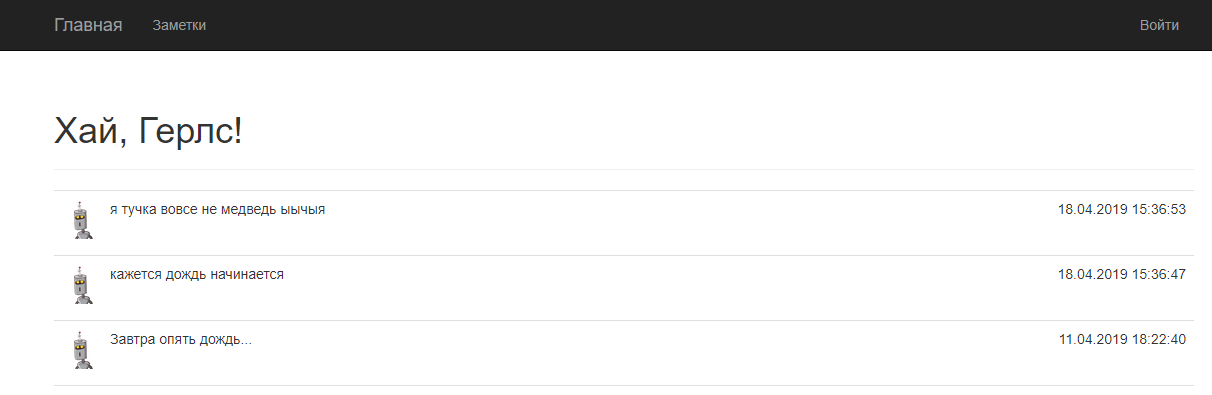 Главная Заметки Войти
Хай, Герлс!
я тучка вовсе не медведь ыычыя 18.04.2019 15:36:53
кажется дождь начинается 18.04.2019 15:36:47
Завтра опять дождь... 11.04.2019 18:22:40